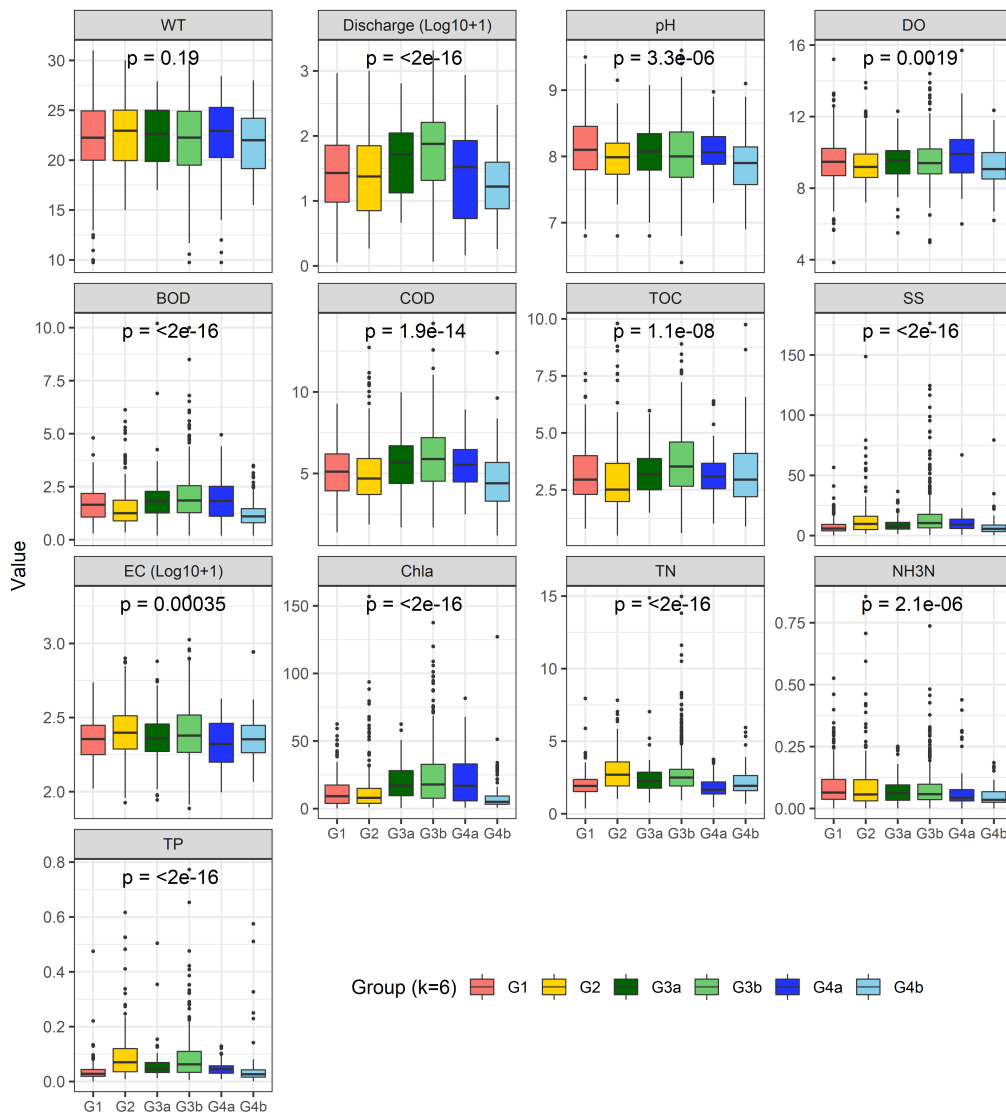 WT
Discharge (Log10+1)
pH
DO
p = 0.19
p = <2e-16
p = 3.3e-06
p = 0.0019
30
25
20
15
10
3
2
1
0
9
8
7
16
12
8
4
BOD
COD
TOC
SS
p = <2e-16
p = 1.9e-14
p = 1.1e-08
p = <2e-16
10.0
7.5
5.0
2.5
0.0
10
5
10.0
7.5
5.0
2.5
150
100
50
0
Value
EC (Log10+1)
Chla
TN
NH3N
p = 0.00035
p = <2e-16
p = <2e-16
p = 2.1e-06
3.0
2.5
2.0
150
100
50
0
15
10
5
0
0.75
0.50
0.25
0.00
G1 G2 G3a G3b G4a G4b
G1 G2 G3a G3b G4a G4b
G1 G2 G3a G3b G4a G4b
TP
p = <2e-16
0.8
0.6
0.4
0.2
0.0
G1 G2 G3a G3b G4a G4b
Group (k=6) G1 G2 G3a G3b G4a G4b